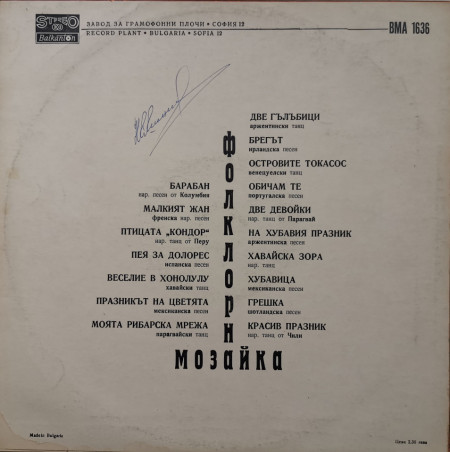 STEREO
Balkanton
ЗАВОД ЗА ГРАМОФОННИ ПЛОЧИ • СОФИЯ 12
RECORD PLANT • BULGARIA • SOFIA 12
ВМА 1636
ФОЛКЛОРНА
МОЗАЙКА
БАРАБАН
нар. песен от Колумбия
МАЛКИЯТ ЖАН
френска нар. песен
ПТИЦАТА „КОНДОР"
нар. танц от Перу
ПЕЯ ЗА ДОЛОРЕС
испанска песен
ВЕСЕЛИЕ В ХОНОЛУЛУ
хавайски танц
ПРАЗНИКЪТ НА ЦВЕТЯТА
мексиканска песен
МОЯТА РИБАРСКА МРЕЖА
парагвайски танц
ДВЕ ГЪЛЪБИЦИ
аржентински танц
БРЕГЪТ
ирландска песен
ОСТРОВИТЕ ТОКАСОС
венецуелски танц
ОБИЧАМ ТЕ
португалска песен
ДВЕ ДЕВОЙКИ
нар. танц от Парагвай
НА ХУБАВИЯ ПРАЗНИК
аржентинска песен
ХАВАЙСКА ЗОРА
нар. танц
ХУБАВИЦА
мексиканска песен
ГРЕШКА
шотландска песен
КРАСИВ ПРАЗНИК
нар. танц от Чили
Made in Bulgaria